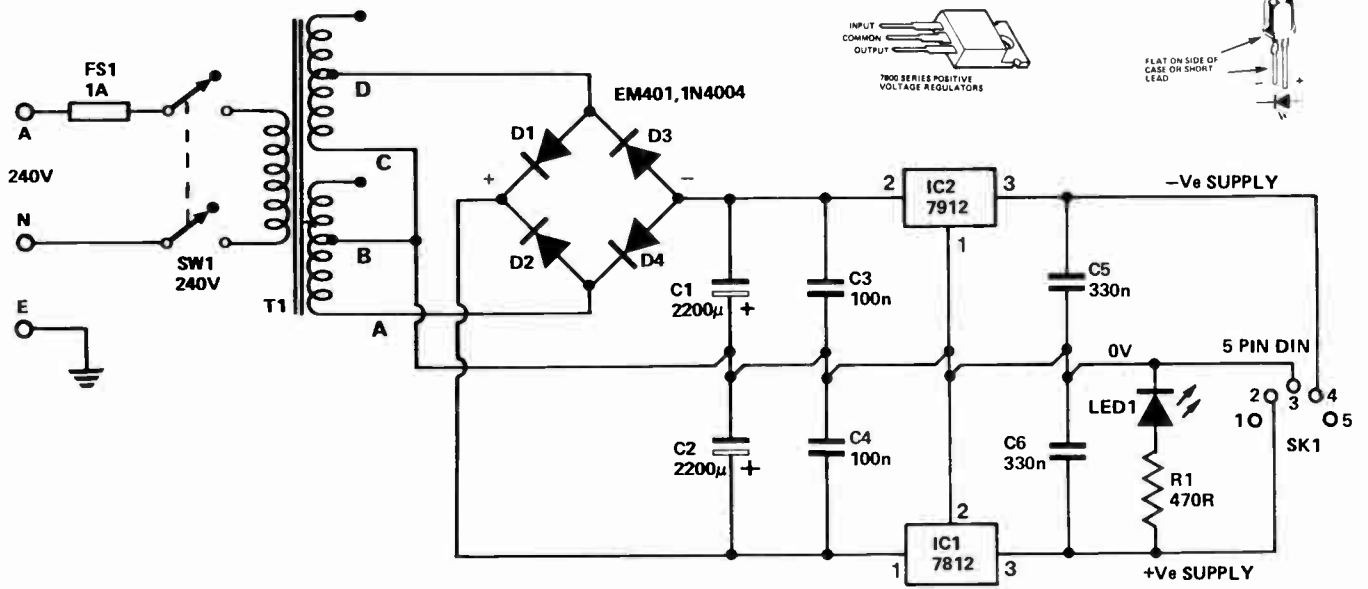 FS1
1A
A
240V
N
SW1
240V
E
T1
D
C
B
A
EM401,1N4004
D1
D3
D2
D4
+
−
INPUT
COMMON
OUTPUT
7800 SERIES POSITIVE
VOLTAGE REGULATORS
FLAT ON SIDE OF
CASE OR SHORT
LEAD
− +
2
IC2
7912
3
1
−Ve SUPPLY
C1
2200µ +
C3
100n
C5
330n
0V
5 PIN DIN
LED1
2
3
4
1
5
SK1
C2
2200µ +
C4
100n
C6
330n
R1
470R
2
1
IC1
7812
3
+Ve SUPPLY